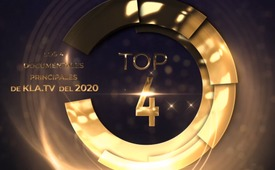 TOP
4
DOCUMENTALES
PRINCIPALES
DE KLA.TV DEL 2020